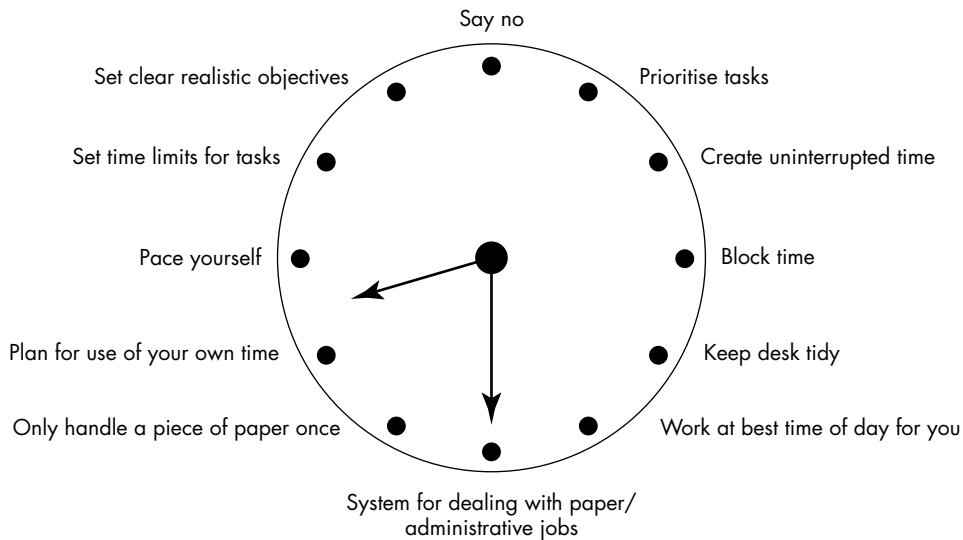 Say no
Set clear realistic objectives
Prioritise tasks
Set time limits for tasks
Create uninterrupted time
Pace yourself
Block time
Plan for use of your own time
Keep desk tidy
Only handle a piece of paper once
Work at best time of day for you
System for dealing with paper/
administrative jobs